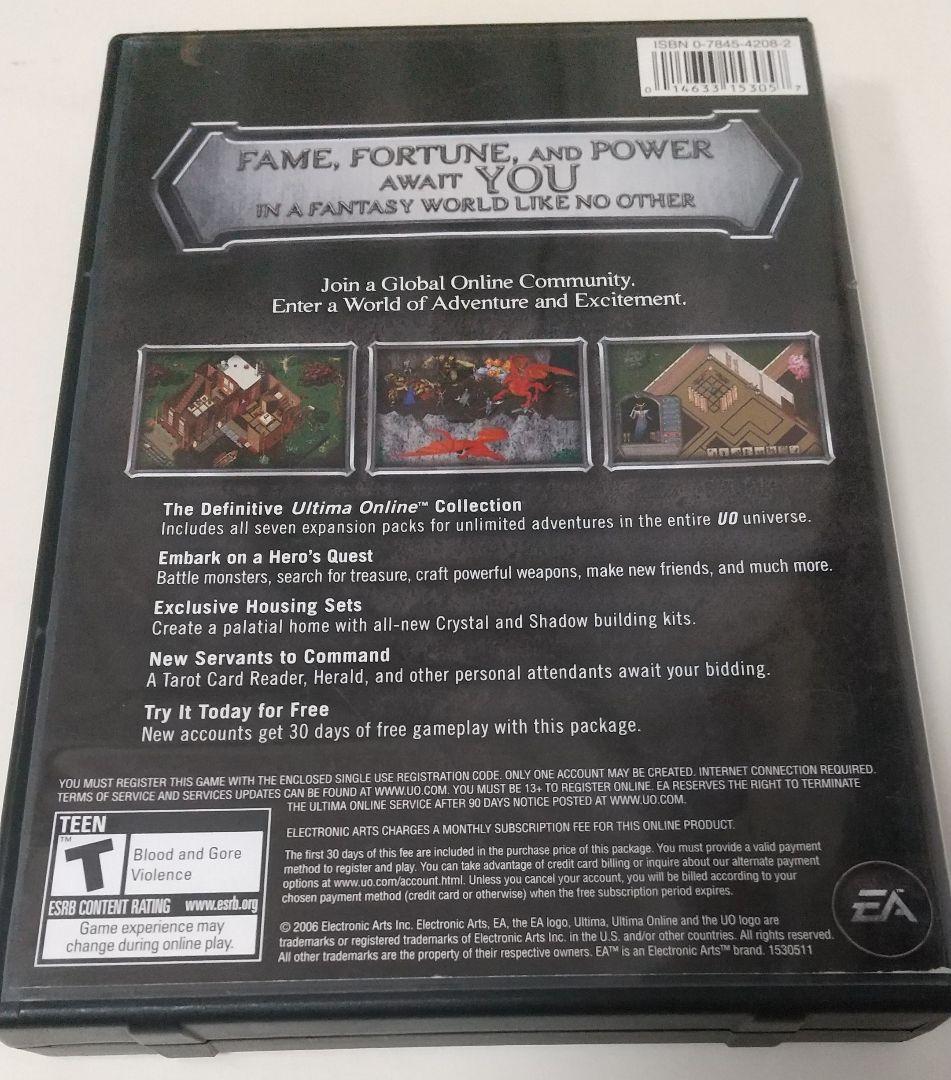 ISBN 0-7845-4208-2
0 14633 15305 7
FAME, FORTUNE, AND POWER
AWAIT YOU
IN A FANTASY WORLD LIKE NO OTHER
Join a Global Online Community.
Enter a World of Adventure and Excitement.
The Definitive Ultima Online™ Collection
Includes all seven expansion packs for unlimited adventures in the entire UO universe.
Embark on a Hero's Quest
Battle monsters, search for treasure, craft powerful weapons, make new friends, and much more.
Exclusive Housing Sets
Create a palatial home with all-new Crystal and Shadow building kits.
New Servants to Command
A Tarot Card Reader, Herald, and other personal attendants await your bidding.
Try It Today for Free
New accounts get 30 days of free gameplay with this package.
YOU MUST REGISTER THIS GAME WITH THE ENCLOSED SINGLE USE REGISTRATION CODE. ONLY ONE ACCOUNT MAY BE CREATED. INTERNET CONNECTION REQUIRED.
TERMS OF SERVICE AND SERVICES UPDATES CAN BE FOUND AT WWW.UO.COM. YOU MUST BE 13+ TO REGISTER ONLINE. EA RESERVES THE RIGHT TO TERMINATE
THE ULTIMA ONLINE SERVICE AFTER 90 DAYS NOTICE POSTED AT WWW.UO.COM.
TEEN
TM
T
Blood and Gore
Violence
ESRB CONTENT RATING www.esrb.org
Game experience may
change during online play.
ELECTRONIC ARTS CHARGES A MONTHLY SUBSCRIPTION FEE FOR THIS ONLINE PRODUCT.
The first 30 days of this fee are included in the purchase price of this package. You must provide a valid payment
method to register and play. You can take advantage of credit card billing or inquire about our alternate payment
options at www.uo.com/account.html. Unless you cancel your account, you will be billed according to your
chosen payment method (credit card or otherwise) when the free subscription period expires.
© 2006 Electronic Arts Inc. Electronic Arts, EA, the EA logo, Ultima, Ultima Online and the UO logo are
trademarks or registered trademarks of Electronic Arts Inc. in the U.S. and/or other countries. All rights reserved.
All other trademarks are the property of their respective owners. EA™ is an Electronic Arts™ brand. 1530511
EA™